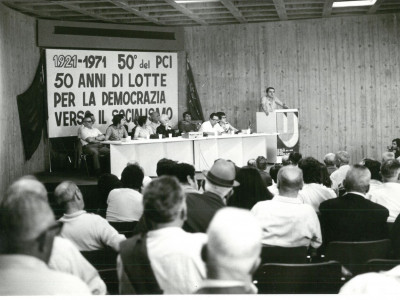 1921-1971 50° del PCI
50 ANNI DI LOTTE
PER LA DEMOCRAZIA
VERSO IL SOCIALISMO